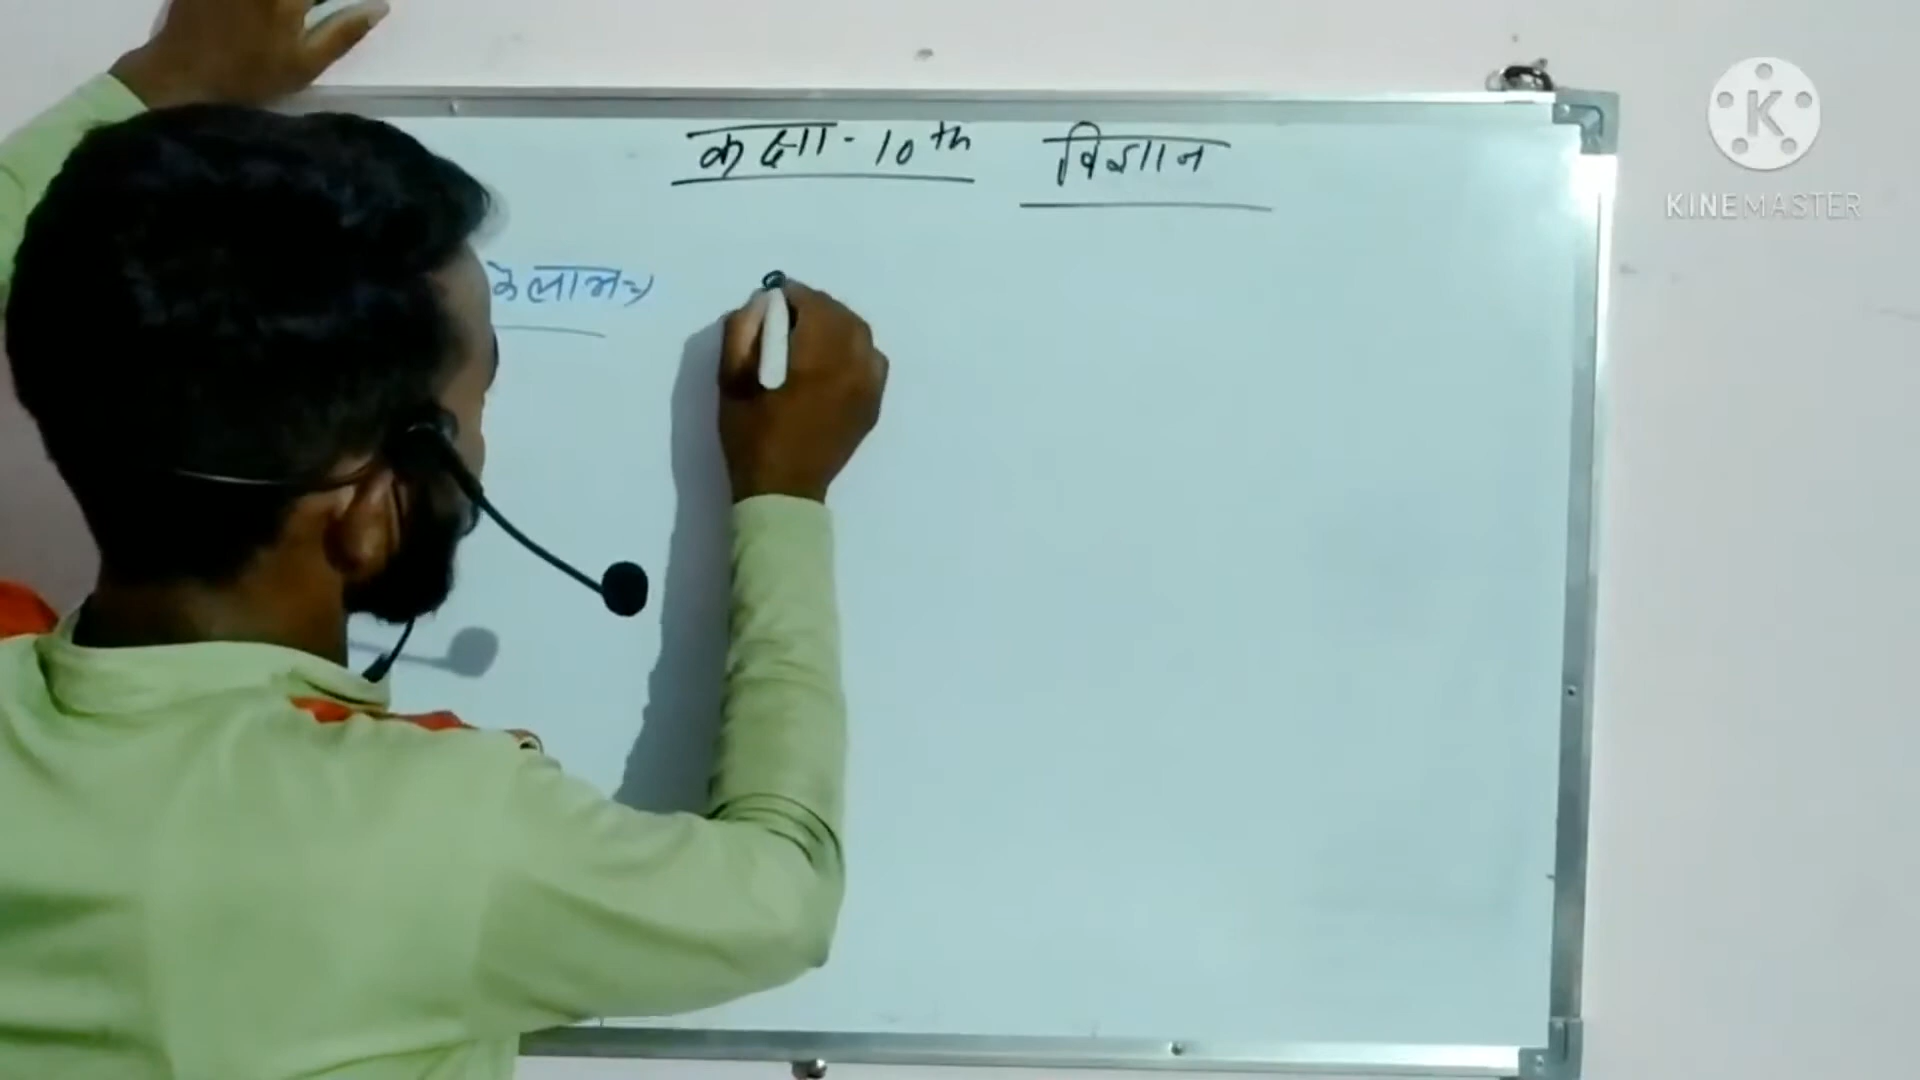 कक्षा - 10th विज्ञान
के लाभ =>
KINEMASTER